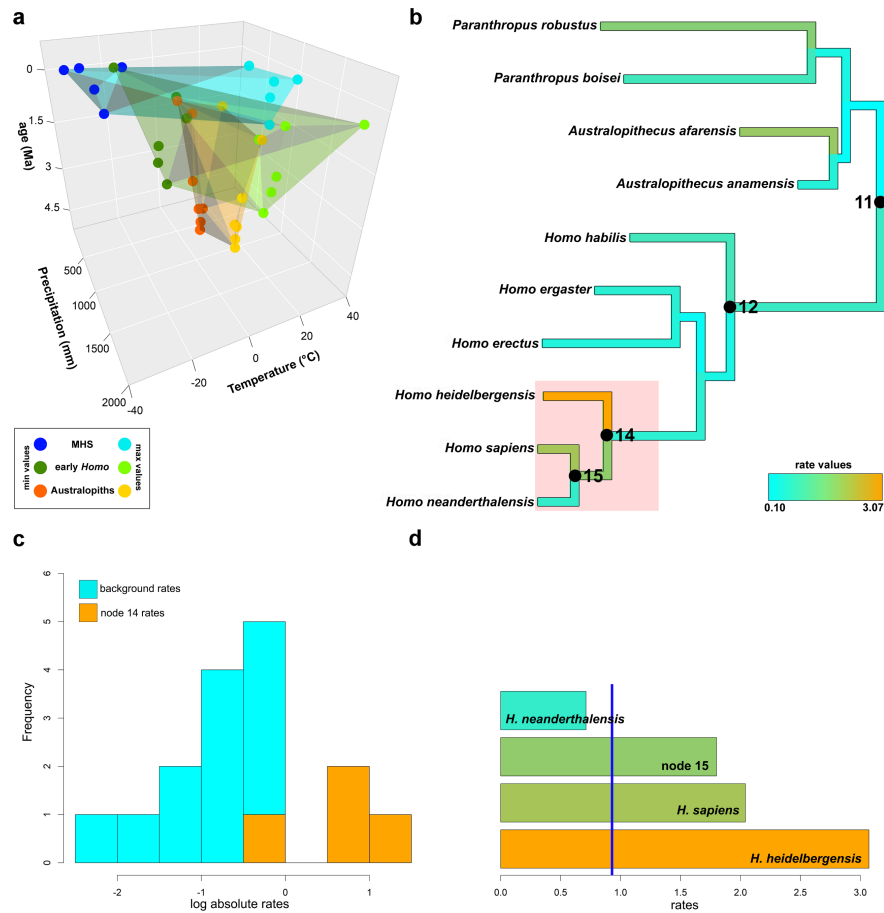 a
0
1.5
3
4.5
age (Ma)
500
1000
1500
2000
Precipitation (mm)
-40
-20
0
20
40
Temperature (°C)
min values
MHS
early Homo
Australopiths
max values
b
Paranthropus robustus
Paranthropus boisei
Australopithecus afarensis
Australopithecus anamensis
11
Homo habilis
Homo ergaster
12
Homo erectus
Homo heidelbergensis
14
Homo sapiens
15
Homo neanderthalensis
rate values
0.10 3.07
c
background rates
node 14 rates
Frequency
6
5
4
3
2
1
0
-2 -1 0 1
log absolute rates
d
H. neanderthalensis
node 15
H. sapiens
H. heidelbergensis
0.0 0.5 1.0 1.5 2.0 2.5 3.0
rates